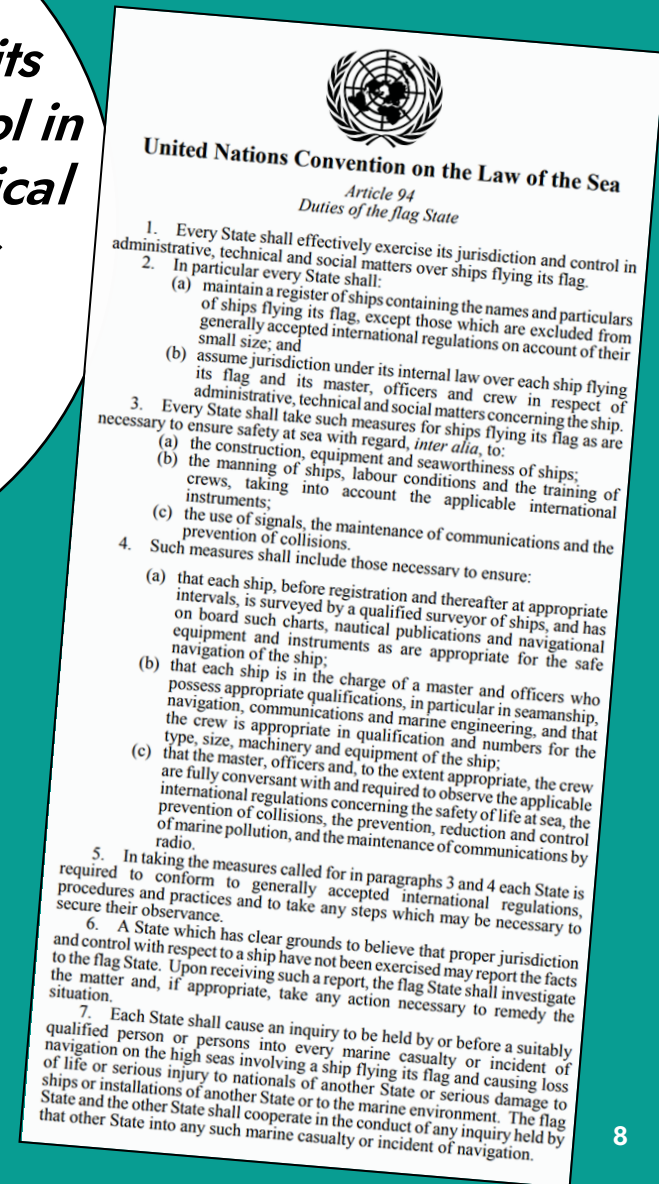 its
ol in
ical
United Nations Convention on the Law of the Sea
Article 94
Duties of the flag State
1. Every State shall effectively exercise its jurisdiction and control in
administrative, technical and social matters over ships flying its flag.
2. In particular every State shall:
(a) maintain a register of ships containing the names and particulars
of ships flying its flag, except those which are excluded from
generally accepted international regulations on account of their
small size; and
(b) assume jurisdiction under its internal law over each ship flying
its flag and its master, officers and crew in respect of
administrative, technical and social matters concerning the ship.
3. Every State shall take such measures for ships flying its flag as are
necessary to ensure safety at sea with regard, inter alia, to:
(a) the construction, equipment and seaworthiness of ships;
(b) the manning of ships, labour conditions and the training of
crews, taking into account the applicable international
instruments;
(c) the use of signals, the maintenance of communications and the
prevention of collisions.
4. Such measures shall include those necessary to ensure:
(a) that each ship, before registration and thereafter at appropriate
intervals, is surveyed by a qualified surveyor of ships, and has
on board such charts, nautical publications and navigational
equipment and instruments as are appropriate for the safe
navigation of the ship;
(b) that each ship is in the charge of a master and officers who
possess appropriate qualifications, in particular in seamanship,
navigation, communications and marine engineering, and that
the crew is appropriate in qualification and numbers for the
type, size, machinery and equipment of the ship;
(c) that the master, officers and, to the extent appropriate, the crew
are fully conversant with and required to observe the applicable
international regulations concerning the safety of life at sea, the
prevention of collisions, the prevention, reduction and control
of marine pollution, and the maintenance of communications by
radio.
5. In taking the measures called for in paragraphs 3 and 4 each State is
required to conform to generally accepted international regulations,
procedures and practices and to take any steps which may be necessary to
secure their observance.
6. A State which has clear grounds to believe that proper jurisdiction
and control with respect to a ship have not been exercised may report the facts
to the flag State. Upon receiving such a report, the flag State shall investigate
the matter and, if appropriate, take any action necessary to remedy the
situation.
7. Each State shall cause an inquiry to be held by or before a suitably
qualified person or persons into every marine casualty or incident of
navigation on the high seas involving a ship flying its flag and causing loss
of life or serious injury to nationals of another State or serious damage to
ships or installations of another State or to the marine environment. The flag
State and the other State shall cooperate in the conduct of any inquiry held by
that other State into any such marine casualty or incident of navigation.
8